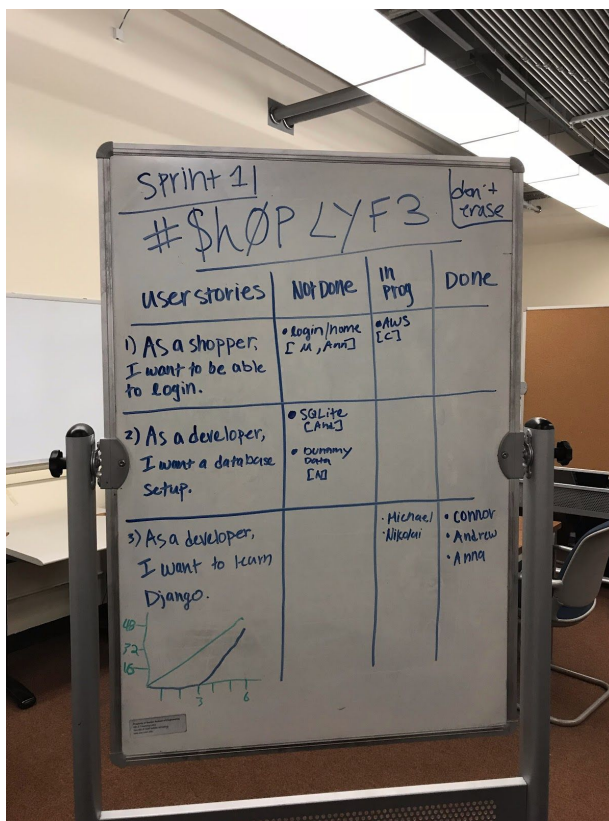 Sprint 1
don't
erase
#$hØP LYF3
user stories
Not Done
In
Prog
Done
1) As a shopper,
I want to be able
to login.
• login/home
[M, Ann]
• AWS
[C]
2) As a developer,
I want a database
setup.
• SQLite
• Dummy
Data
[N]
3) As a developer,
I want to learn
Django.
· Michael
· Nikolai
• Connor
• Andrew
• Anna
48
32
16
3
6